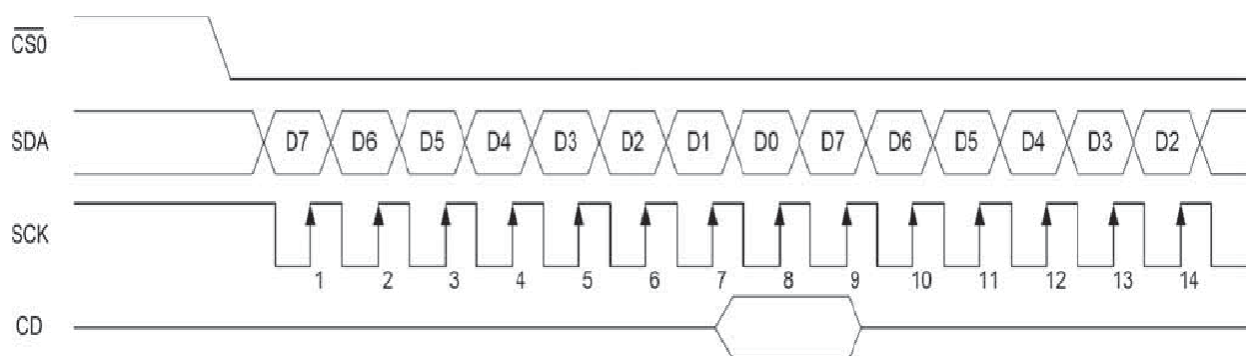 CS0
SDA D7 D6 D5 D4 D3 D2 D1 D0 D7 D6 D5 D4 D3 D2
SCK
1 2 3 4 5 6 7 8 9 10 11 12 13 14
CD